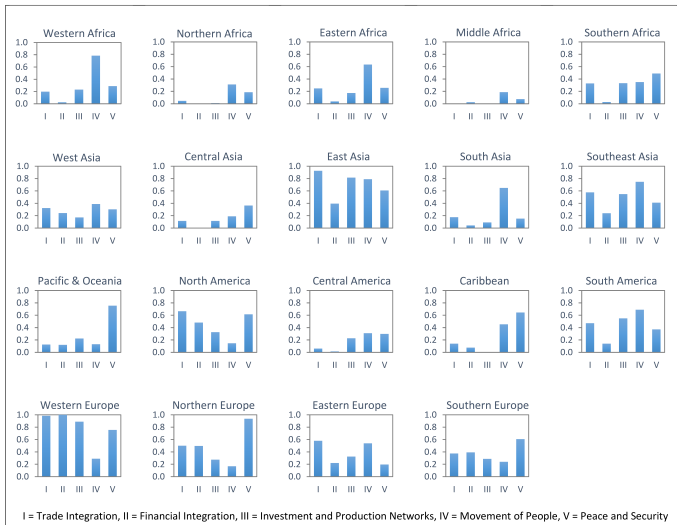 Western Africa
1.0
0.8
0.6
0.4
0.2
0.0
I II III IV V
Northern Africa
1.0
0.8
0.6
0.4
0.2
0.0
I II III IV V
Eastern Africa
1.0
0.8
0.6
0.4
0.2
0.0
I II III IV V
Middle Africa
1.0
0.8
0.6
0.4
0.2
0.0
I II III IV V
Southern Africa
1.0
0.8
0.6
0.4
0.2
0.0
I II III IV V
West Asia
1.0
0.8
0.6
0.4
0.2
0.0
I II III IV V
Central Asia
1.0
0.8
0.6
0.4
0.2
0.0
I II III IV V
East Asia
1.0
0.8
0.6
0.4
0.2
0.0
I II III IV V
South Asia
1.0
0.8
0.6
0.4
0.2
0.0
I II III IV V
Southeast Asia
1.0
0.8
0.6
0.4
0.2
0.0
I II III IV V
Pacific & Oceania
1.0
0.8
0.6
0.4
0.2
0.0
I II III IV V
North America
1.0
0.8
0.6
0.4
0.2
0.0
I II III IV V
Central America
1.0
0.8
0.6
0.4
0.2
0.0
I II III IV V
Caribbean
1.0
0.8
0.6
0.4
0.2
0.0
I II III IV V
South America
1.0
0.8
0.6
0.4
0.2
0.0
I II III IV V
Western Europe
1.0
0.8
0.6
0.4
0.2
0.0
I II III IV V
Northern Europe
1.0
0.8
0.6
0.4
0.2
0.0
I II III IV V
Eastern Europe
1.0
0.8
0.6
0.4
0.2
0.0
I II III IV V
Southern Europe
1.0
0.8
0.6
0.4
0.2
0.0
I II III IV V
I = Trade Integration, II = Financial Integration, III = Investment and Production Networks, IV = Movement of People, V = Peace and Security